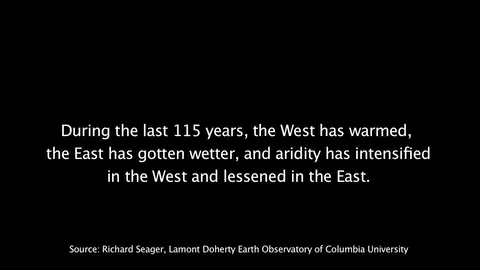 During the last 115 years, the West has warmed,
the East has gotten wetter, and aridity has intensified
in the West and lessened in the East.
Source: Richard Seager, Lamont Doherty Earth Observatory of Columbia University